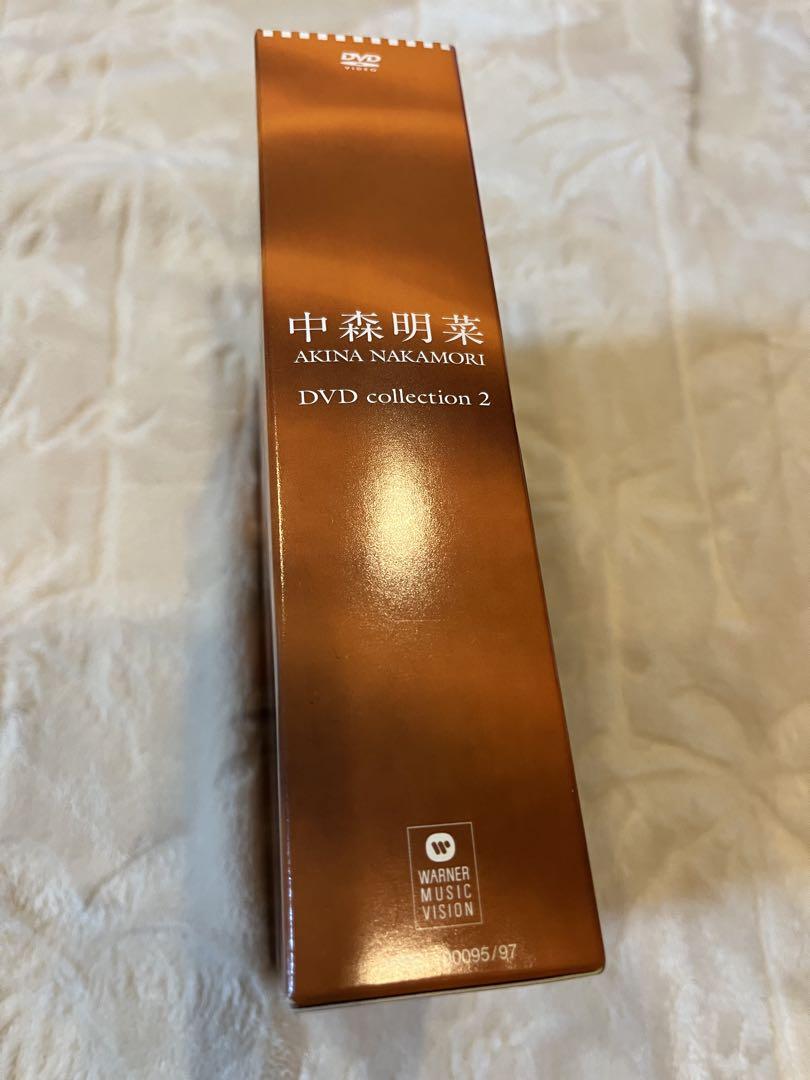 DVD
VIDEO
中森明菜
AKINA NAKAMORI
DVD collection 2
WARNER
MUSIC
VISION
00095/97